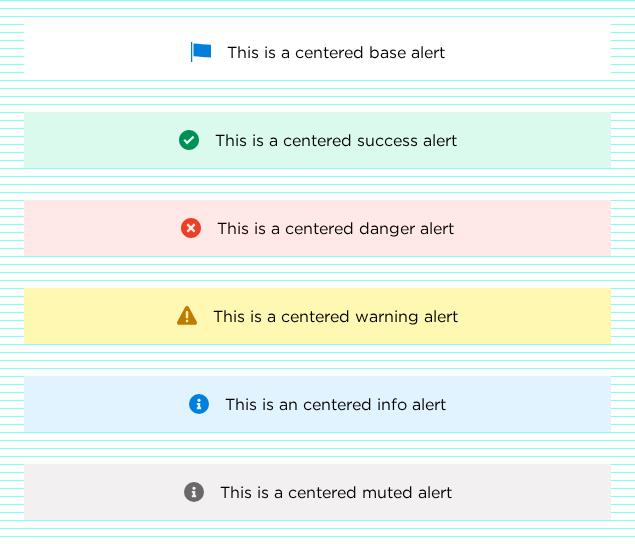 This is a centered base alert
This is a centered success alert
This is a centered danger alert
This is a centered warning alert
This is an centered info alert
This is a centered muted alert